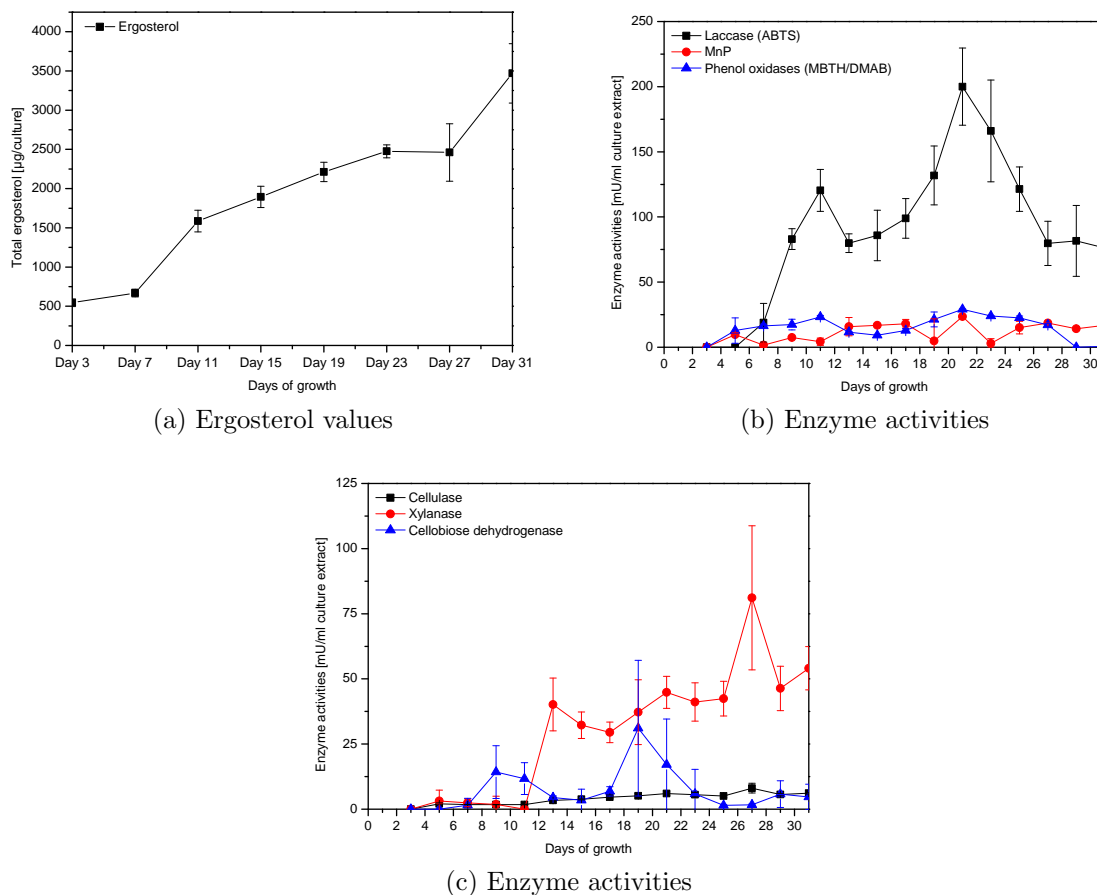 Ergosterol
Total ergosterol [µg/culture]
4000
3500
3000
2500
2000
1500
1000
500
0
Day 3 Day 7 Day 11 Day 15 Day 19 Day 23 Day 27 Day 31
Days of growth
(a) Ergosterol values
Laccase (ABTS)
MnP
Phenol oxidases (MBTH/DMAB)
Enzyme activities [mU/ml culture extract]
250
200
150
100
50
0
0 2 4 6 8 10 12 14 16 18 20 22 24 26 28 30
Days of growth
(b) Enzyme activities
Cellulase
Xylanase
Cellobiose dehydrogenase
Enzyme activities [mU/ml culture extract]
125
100
75
50
25
0
0 2 4 6 8 10 12 14 16 18 20 22 24 26 28 30
Days of growth
(c) Enzyme activities